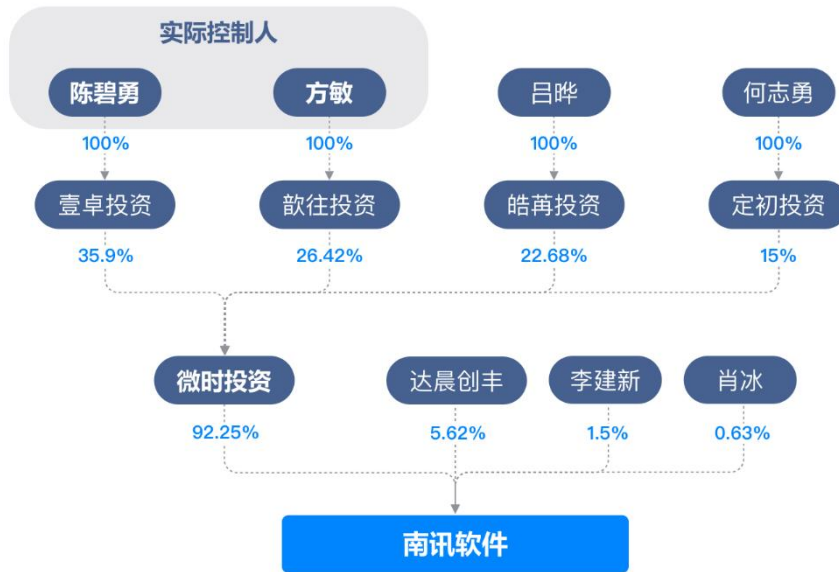 实际控制人
陈碧勇 方敏 吕晔 何志勇
100% 100% 100% 100%
壹卓投资 歆往投资 皓苒投资 定初投资
35.9% 26.42% 22.68% 15%
微时投资 达晨创丰 李建新 肖冰
92.25% 5.62% 1.5% 0.63%
南讯软件